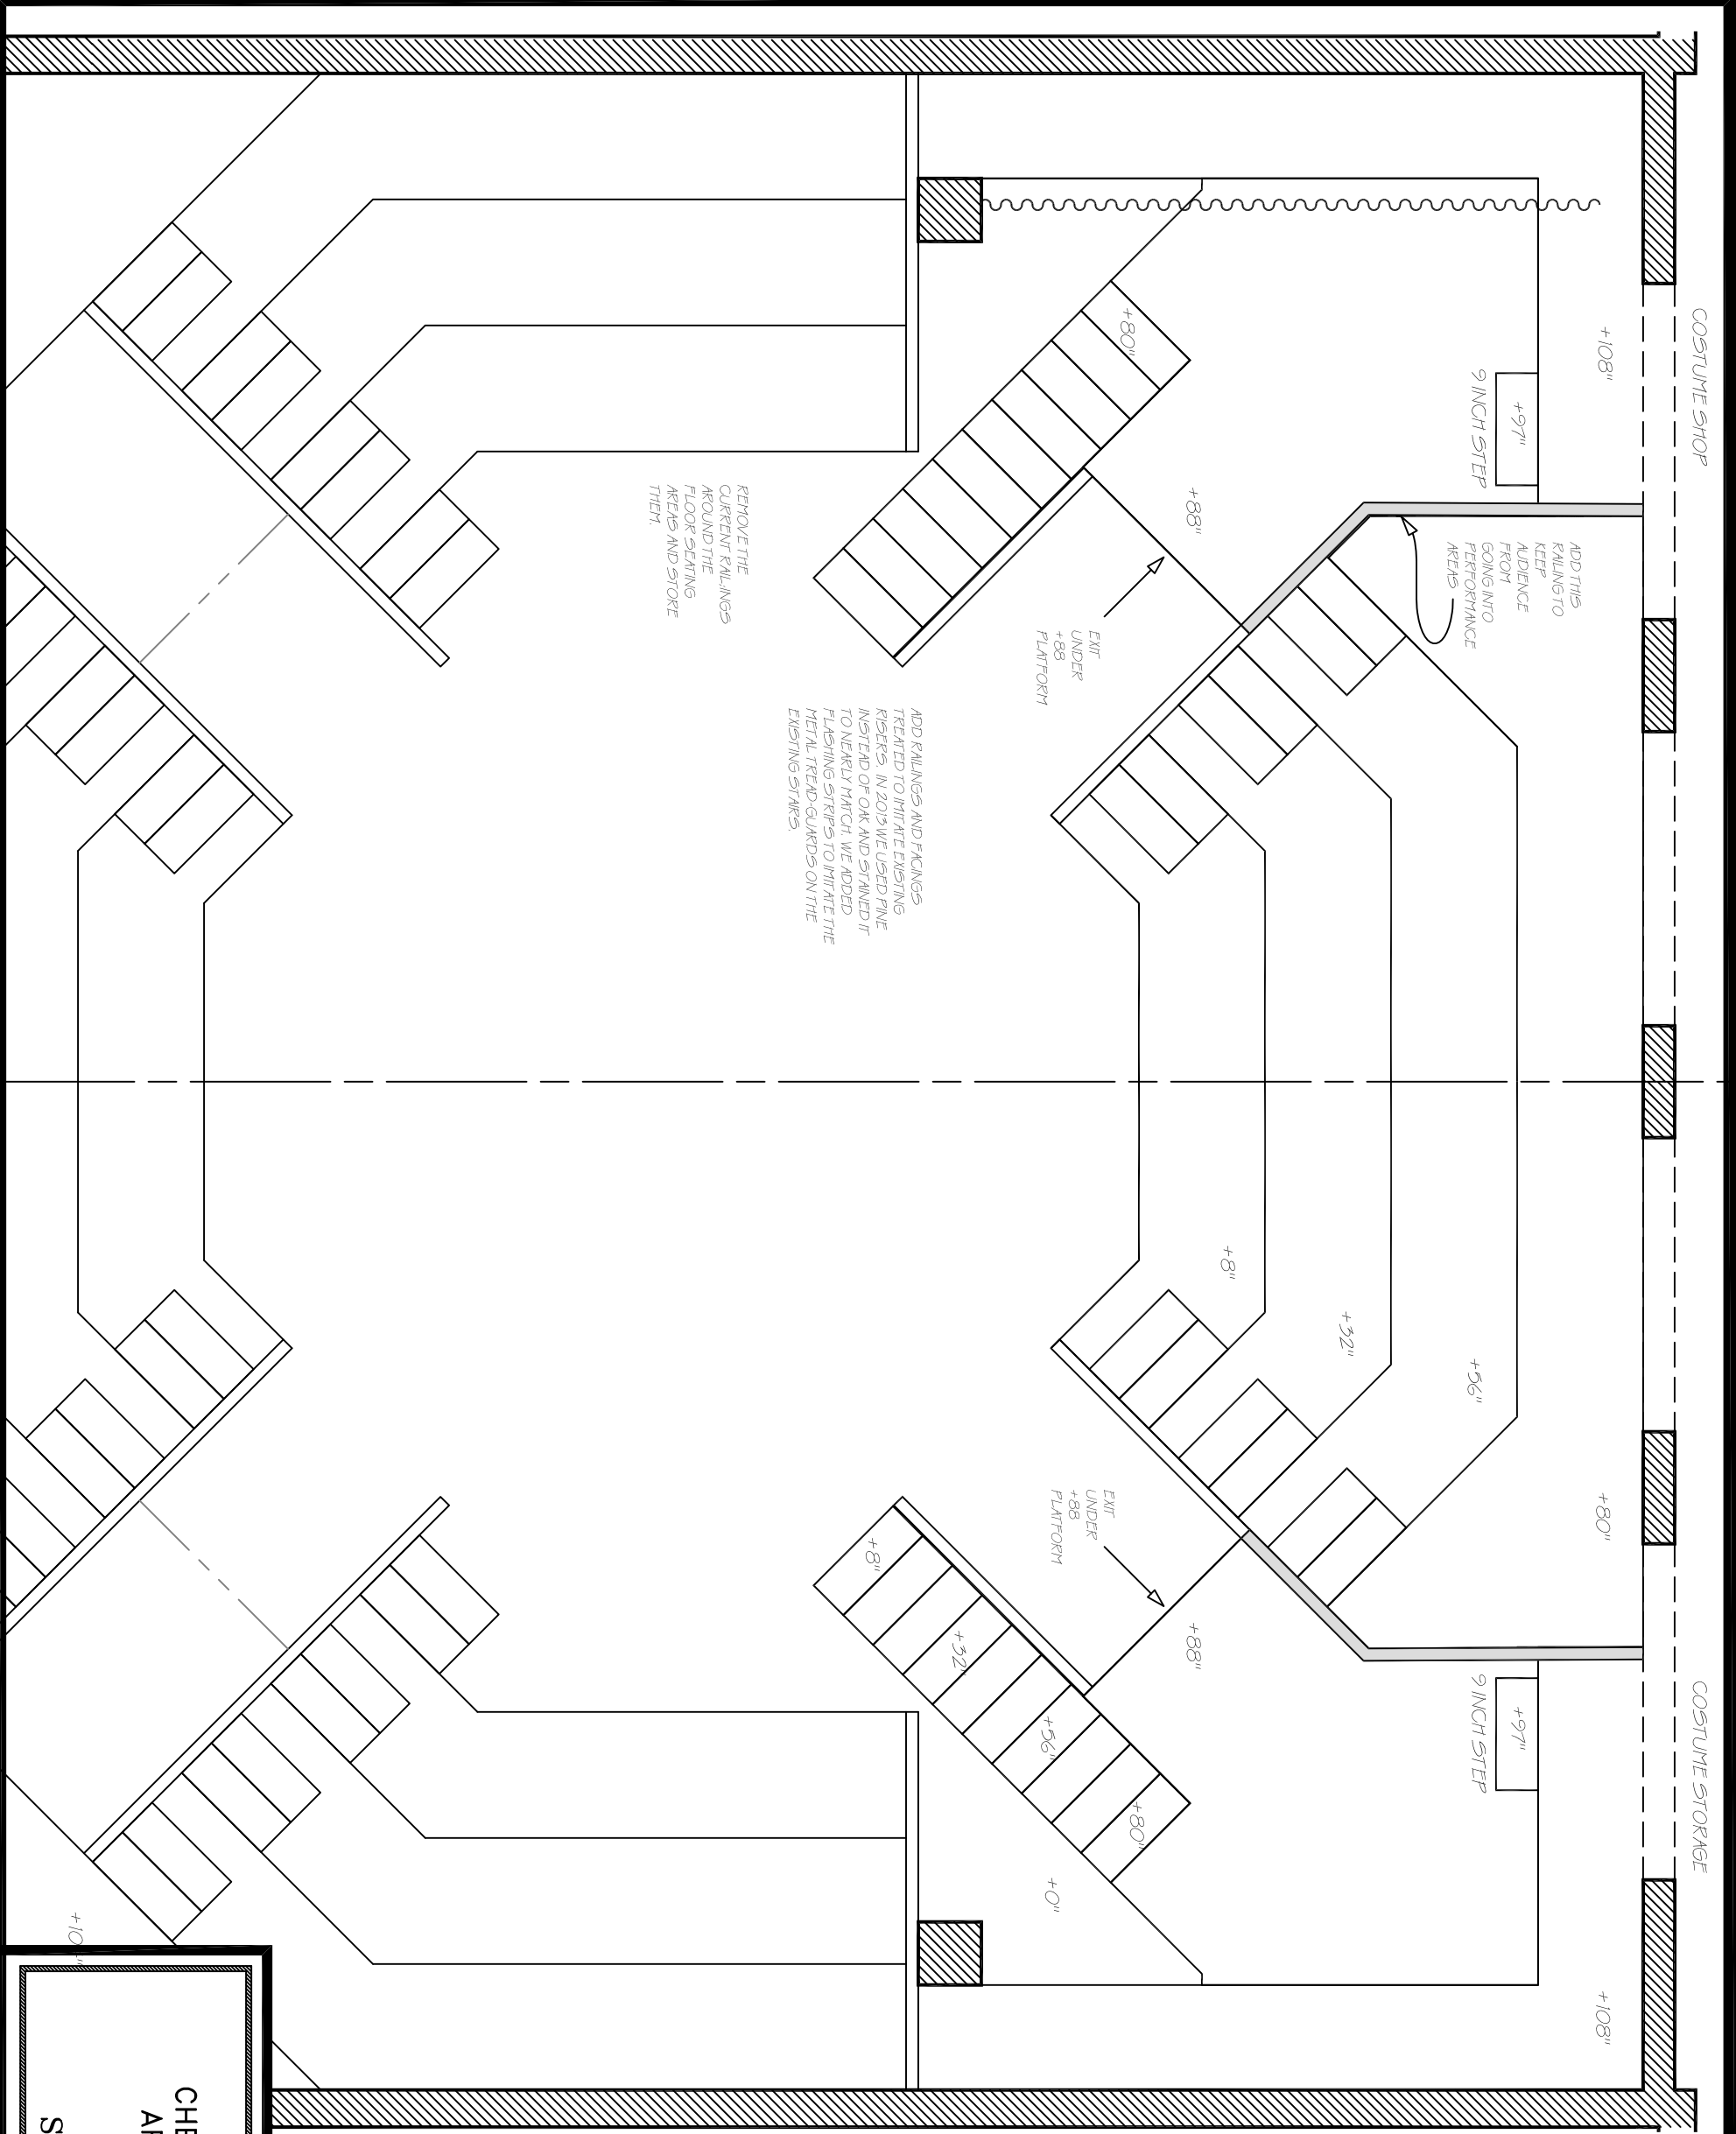 COSTUME SHOP
COSTUME STORAGE
+108"
+80"
+108"
+97"
9 INCH STEP
ADD THIS
RAILING TO
KEEP
AUDIENCE
FROM
GOING INTO
PERFORMANCE
AREAS
+56"
+97"
9 INCH STEP
+32"
+8"
+88"
+88"
+80"
+80"
EXIT
UNDER
+88
PLATFORM
EXIT
UNDER
+88
PLATFORM
+56"
+0"
+32"
+8"
ADD RAILINGS AND FACINGS
TREATED TO IMITATE EXISTING
RISERS. IN 2013 WE USED PINE
INSTEAD OF OAK AND STAINED IT
TO NEARLY MATCH. WE ADDED
FLASHING STRIPS TO IMITATE THE
METAL TREAD-GUARDS ON THE
EXISTING STAIRS.
REMOVE THE
CURRENT RAIL;INGS
AROUND THE
FLOOR SEATING
AREAS AND STORE
THEM.
+10
CHE
S